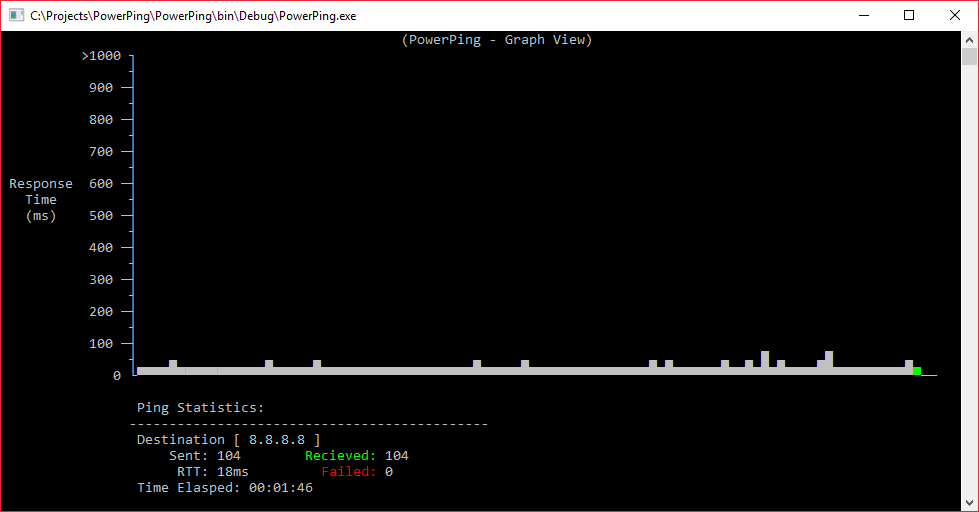 C:\Projects\PowerPing\PowerPing\bin\Debug\PowerPing.exe
(PowerPing - Graph View)
>1000
900
800
700
Response 600
Time
(ms) 500
400
300
200
100
0
Ping Statistics:
---------------------------------------------
Destination [ 8.8.8.8 ]
Sent: 104 Recieved: 104
RTT: 18ms Failed: 0
Time Elasped: 00:01:46